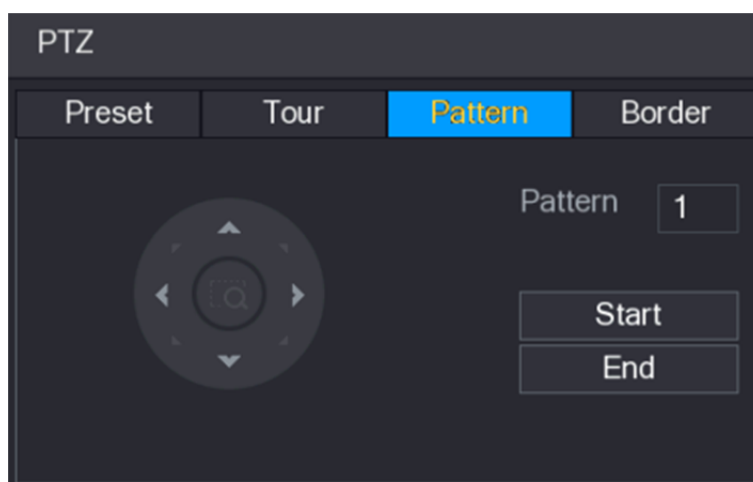 PTZ
Preset Tour Pattern Border
Pattern 1
Start
End